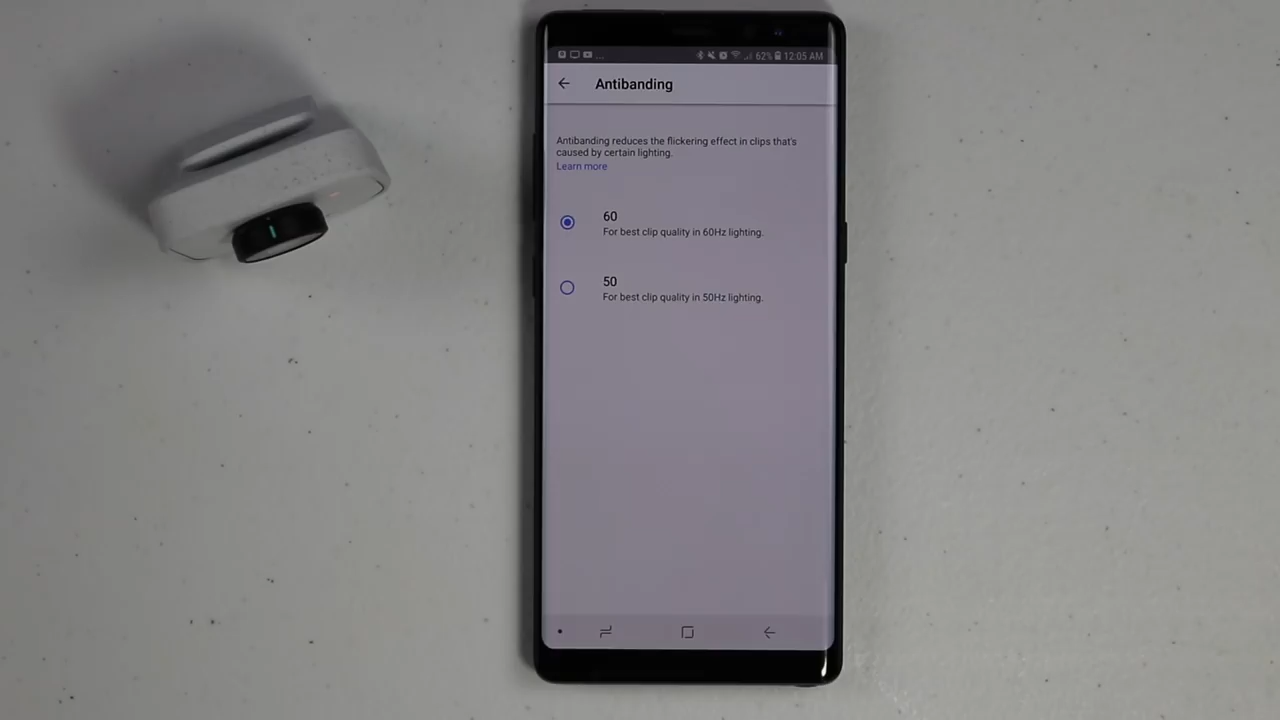 62% 12:05 AM
Antibanding
Antibanding reduces the flickering effect in clips that's
caused by certain lighting.
Learn more
60
For best clip quality in 60Hz lighting.
50
For best clip quality in 50Hz lighting.